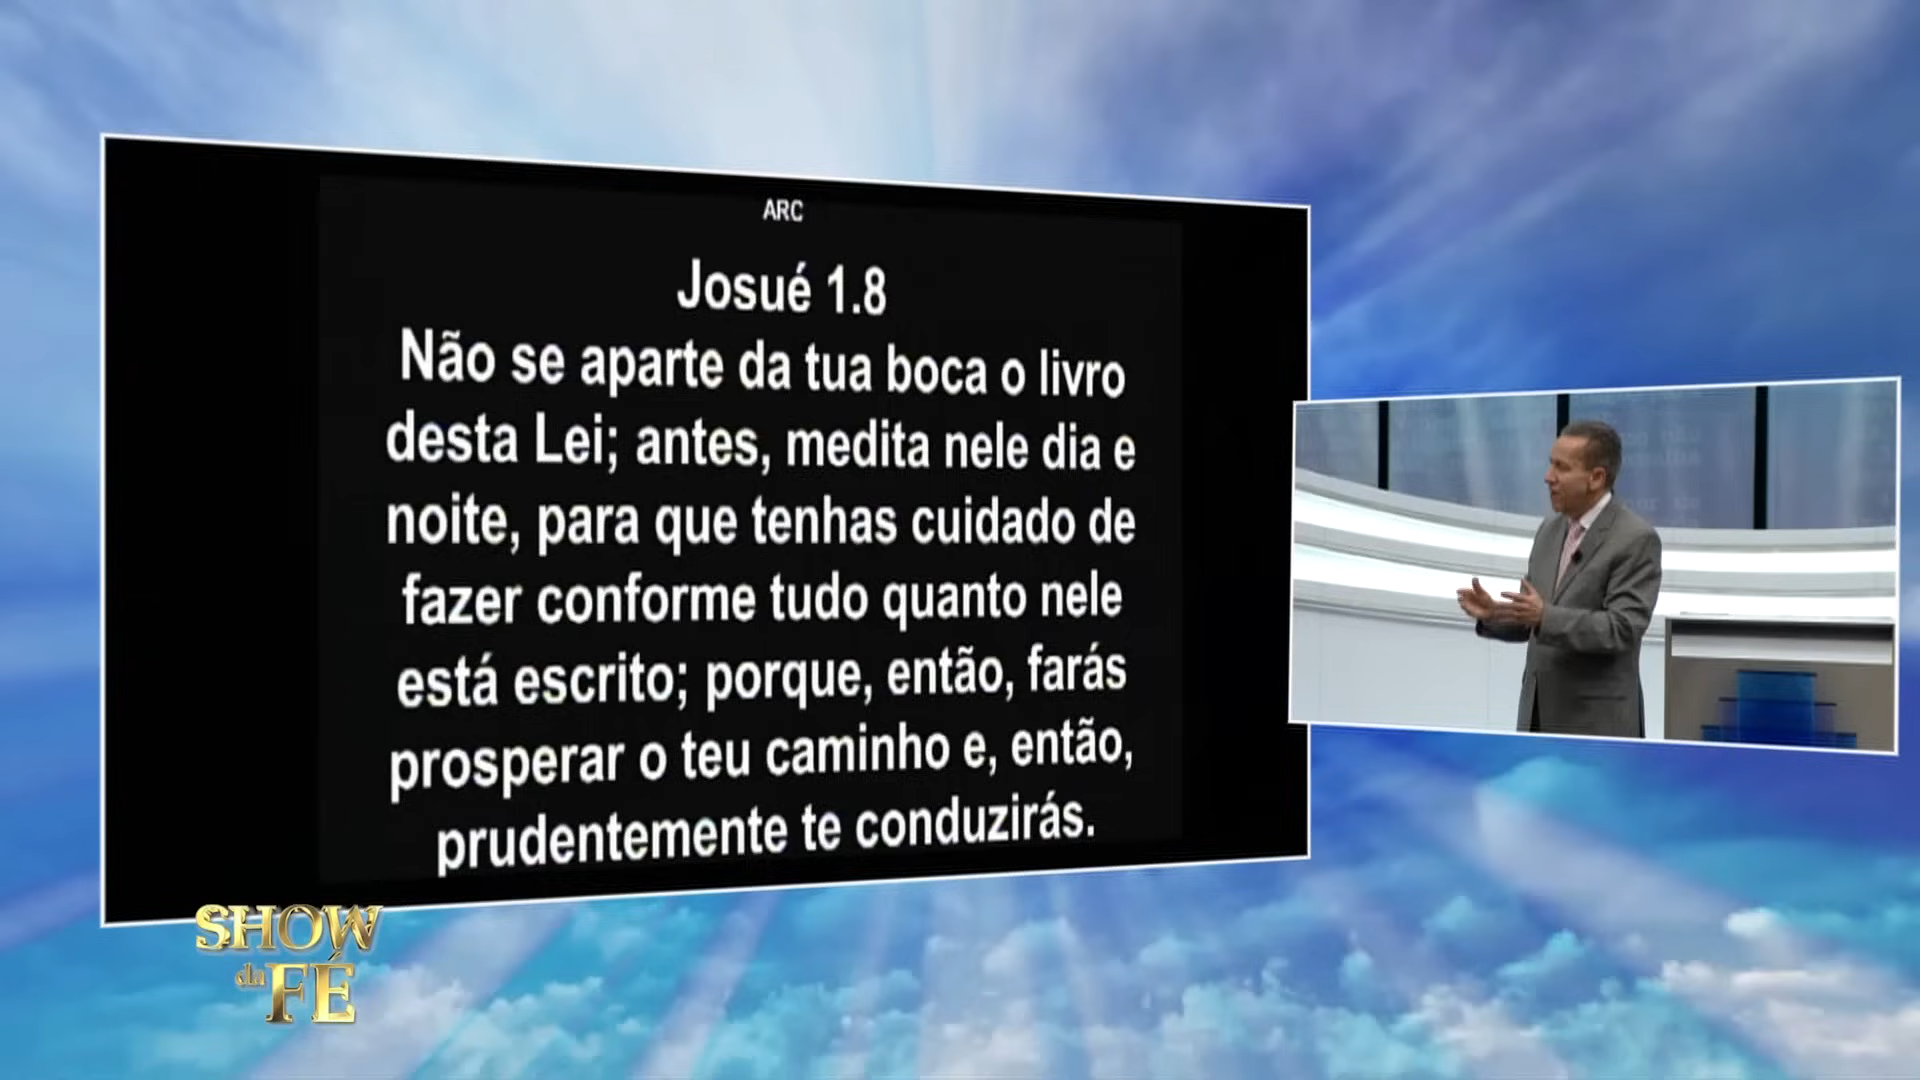 ARC
Josué 1.8
Não se aparte da tua boca o livro
desta Lei; antes, medita nele dia e
noite, para que tenhas cuidado de
fazer conforme tudo quanto nele
está escrito; porque, então, farás
prosperar o teu caminho e, então,
prudentemente te conduzirás.
SHOW
da FÉ